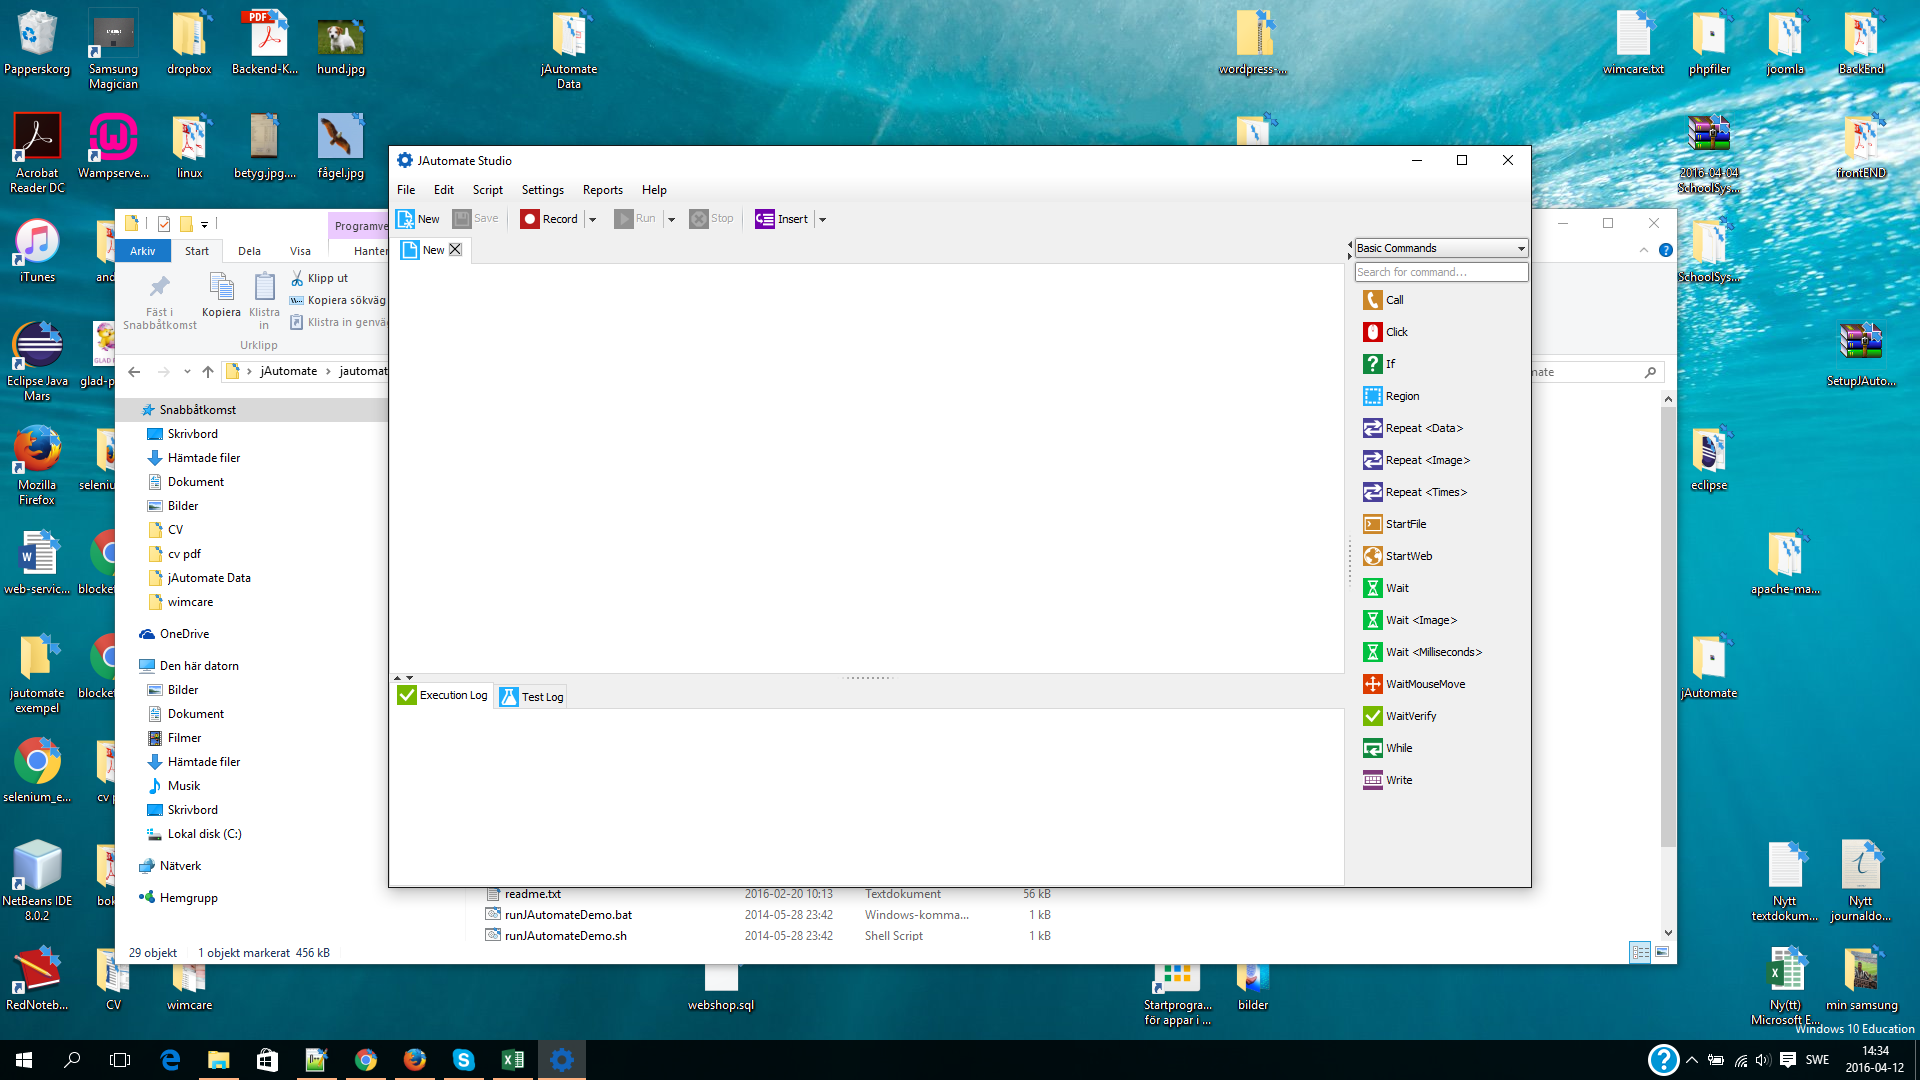 Papperskorg
Samsung Magician
dropbox
Backend-K...
hund.jpg
jAutomate Data
wordpress-...
wimcare.txt
phpfiler
joomla
BackEnd
Acrobat Reader DC
Wampserve...
linux
betyg.jpg....
fågel.jpg
2016-04-04 SchoolSys...
frontEND
JAutomate Studio
File Edit Script Settings Reports Help
New Save Record Run Stop Insert
New
Basic Commands
Search for command...
Call
Click
If
Region
Repeat <Data>
Repeat <Image>
Repeat <Times>
StartFile
StartWeb
Wait
Wait <Image>
Wait <Milliseconds>
WaitMouseMove
WaitVerify
While
Write
Execution Log Test Log
Programve
Arkiv Start Dela Visa Hanter
Fäst i Snabbåtkomst
Kopiera
Klistra in
Klipp ut
Kopiera sökväg
Klistra in genvä
Urklipp
jAutomate jautomat
mate
Snabbåtkomst
Skrivbord
Hämtade filer
Dokument
Bilder
CV
cv pdf
jAutomate Data
wimcare
OneDrive
Den här datorn
Bilder
Dokument
Filmer
Hämtade filer
Musik
Skrivbord
Lokal disk (C:)
Nätverk
Hemgrupp
readme.txt 2016-02-20 10:13 Textdokument 56 kB
runJAutomateDemo.bat 2014-05-28 23:42 Windows-komma... 1 kB
runJAutomateDemo.sh 2014-05-28 23:42 Shell Script 1 kB
29 objekt 1 objekt markerat 456 kB
iTunes
and
SchoolSys...
Eclipse Java Mars
glad-p
SetupJAuto...
Mozilla Firefox
seleniu
eclipse
web-servic...
blocket
apache-ma...
jautomate exempel
blocket
jAutomate
selenium_e...
cv p
NetBeans IDE 8.0.2
bok
Nytt textdokum...
Nytt journaldo...
RedNoteb...
CV
wimcare
webshop.sql
Startprogra... för appar i ...
bilder
Ny(tt) Microsoft E...
min samsung
Windows 10 Education
SWE
14:34
2016-04-12